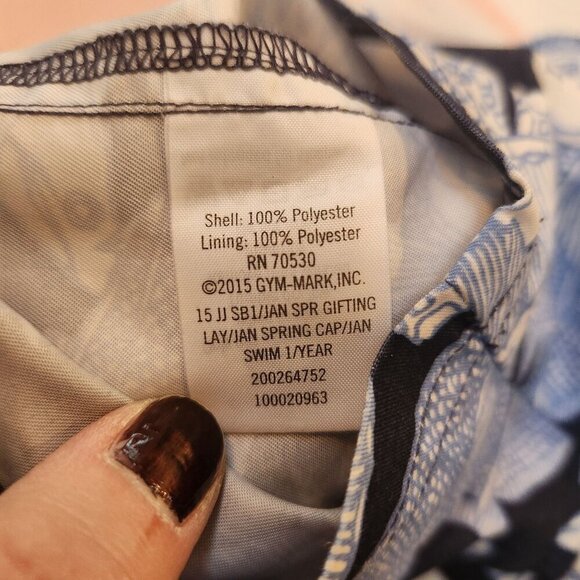 Shell: 100% Polyester
Lining: 100% Polyester
RN 70530
©2015 GYM-MARK,INC.
15 JJ SB1/JAN SPR GIFTING
LAY/JAN SPRING CAP/JAN
SWIM 1/YEAR
200264752
100020963